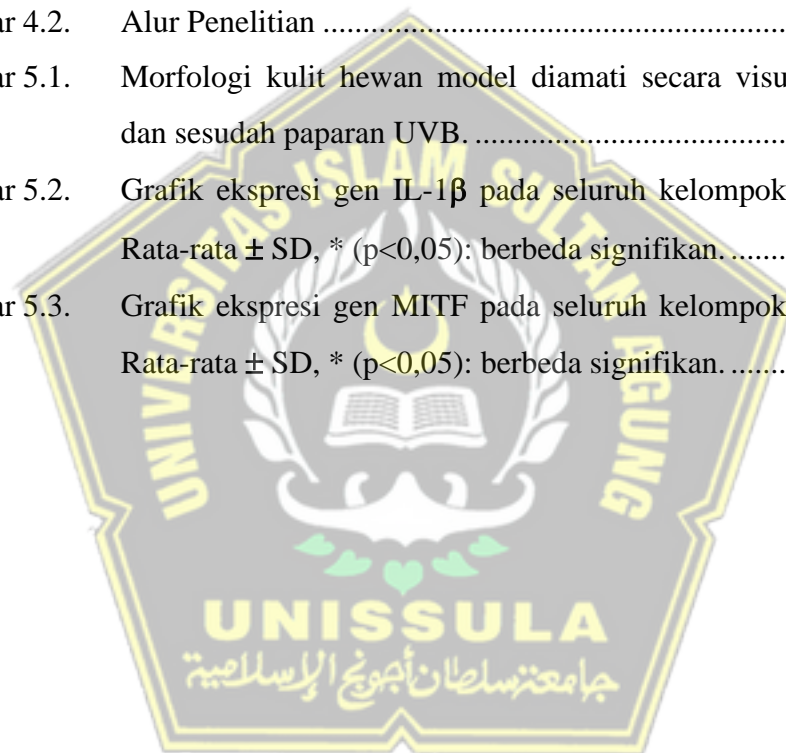 ar 4.2. Alur Penelitian ........................................................
ar 5.1. Morfologi kulit hewan model diamati secara visu
dan sesudah paparan UVB. .....................................
ar 5.2. Grafik ekspresi gen IL-1β pada seluruh kelompok
Rata-rata ± SD, * (p<0,05): berbeda signifikan. .......
ar 5.3. Grafik ekspresi gen MITF pada seluruh kelompok
Rata-rata ± SD, * (p<0,05): berbeda signifikan. .......
UNIVERSITAS ISLAM SULTAN AGUNG
UNISSULA
جامعة سلطان أجونج الإسلامية